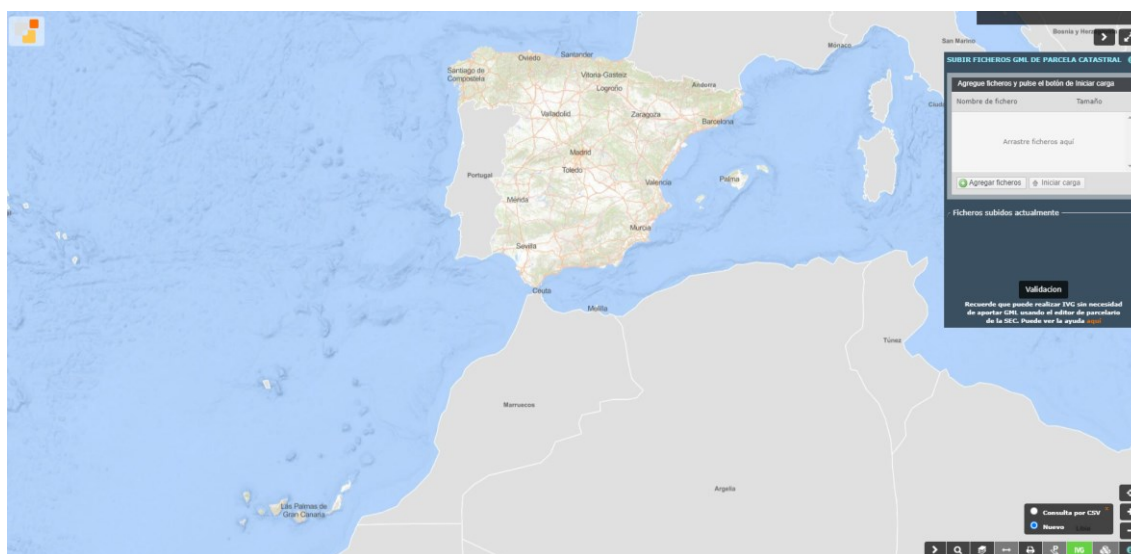 Bosnia y Her
Mónaco
San Marino
Oviedo
Santander
Santiago de
Compostela
Vitoria-Gasteiz
Logroño
Andorra
Valladolid
Zaragoza
Barcelona
Madrid
Toledo
Portugal
Valencia
Palma
Mérida
Murcia
Sevilla
Ceuta
Melilla
Túnez
Marruecos
Argelia
Las Palmas de
Gran Canaria
SUBIR FICHEROS GML DE PARCELA CATASTRAL
Agregue ficheros y pulse el botón de Iniciar carga
Nombre de fichero Tamaño
Arrastre ficheros aquí
Agregar ficheros Iniciar carga
Ficheros subidos actualmente
Validacion
Recuerde que puede realizar IVG sin necesidad
de aportar GML usando el editor de parcelario
de la SEC. Puede ver la ayuda aquí
Consulta por CSV
Nuevo
IVG